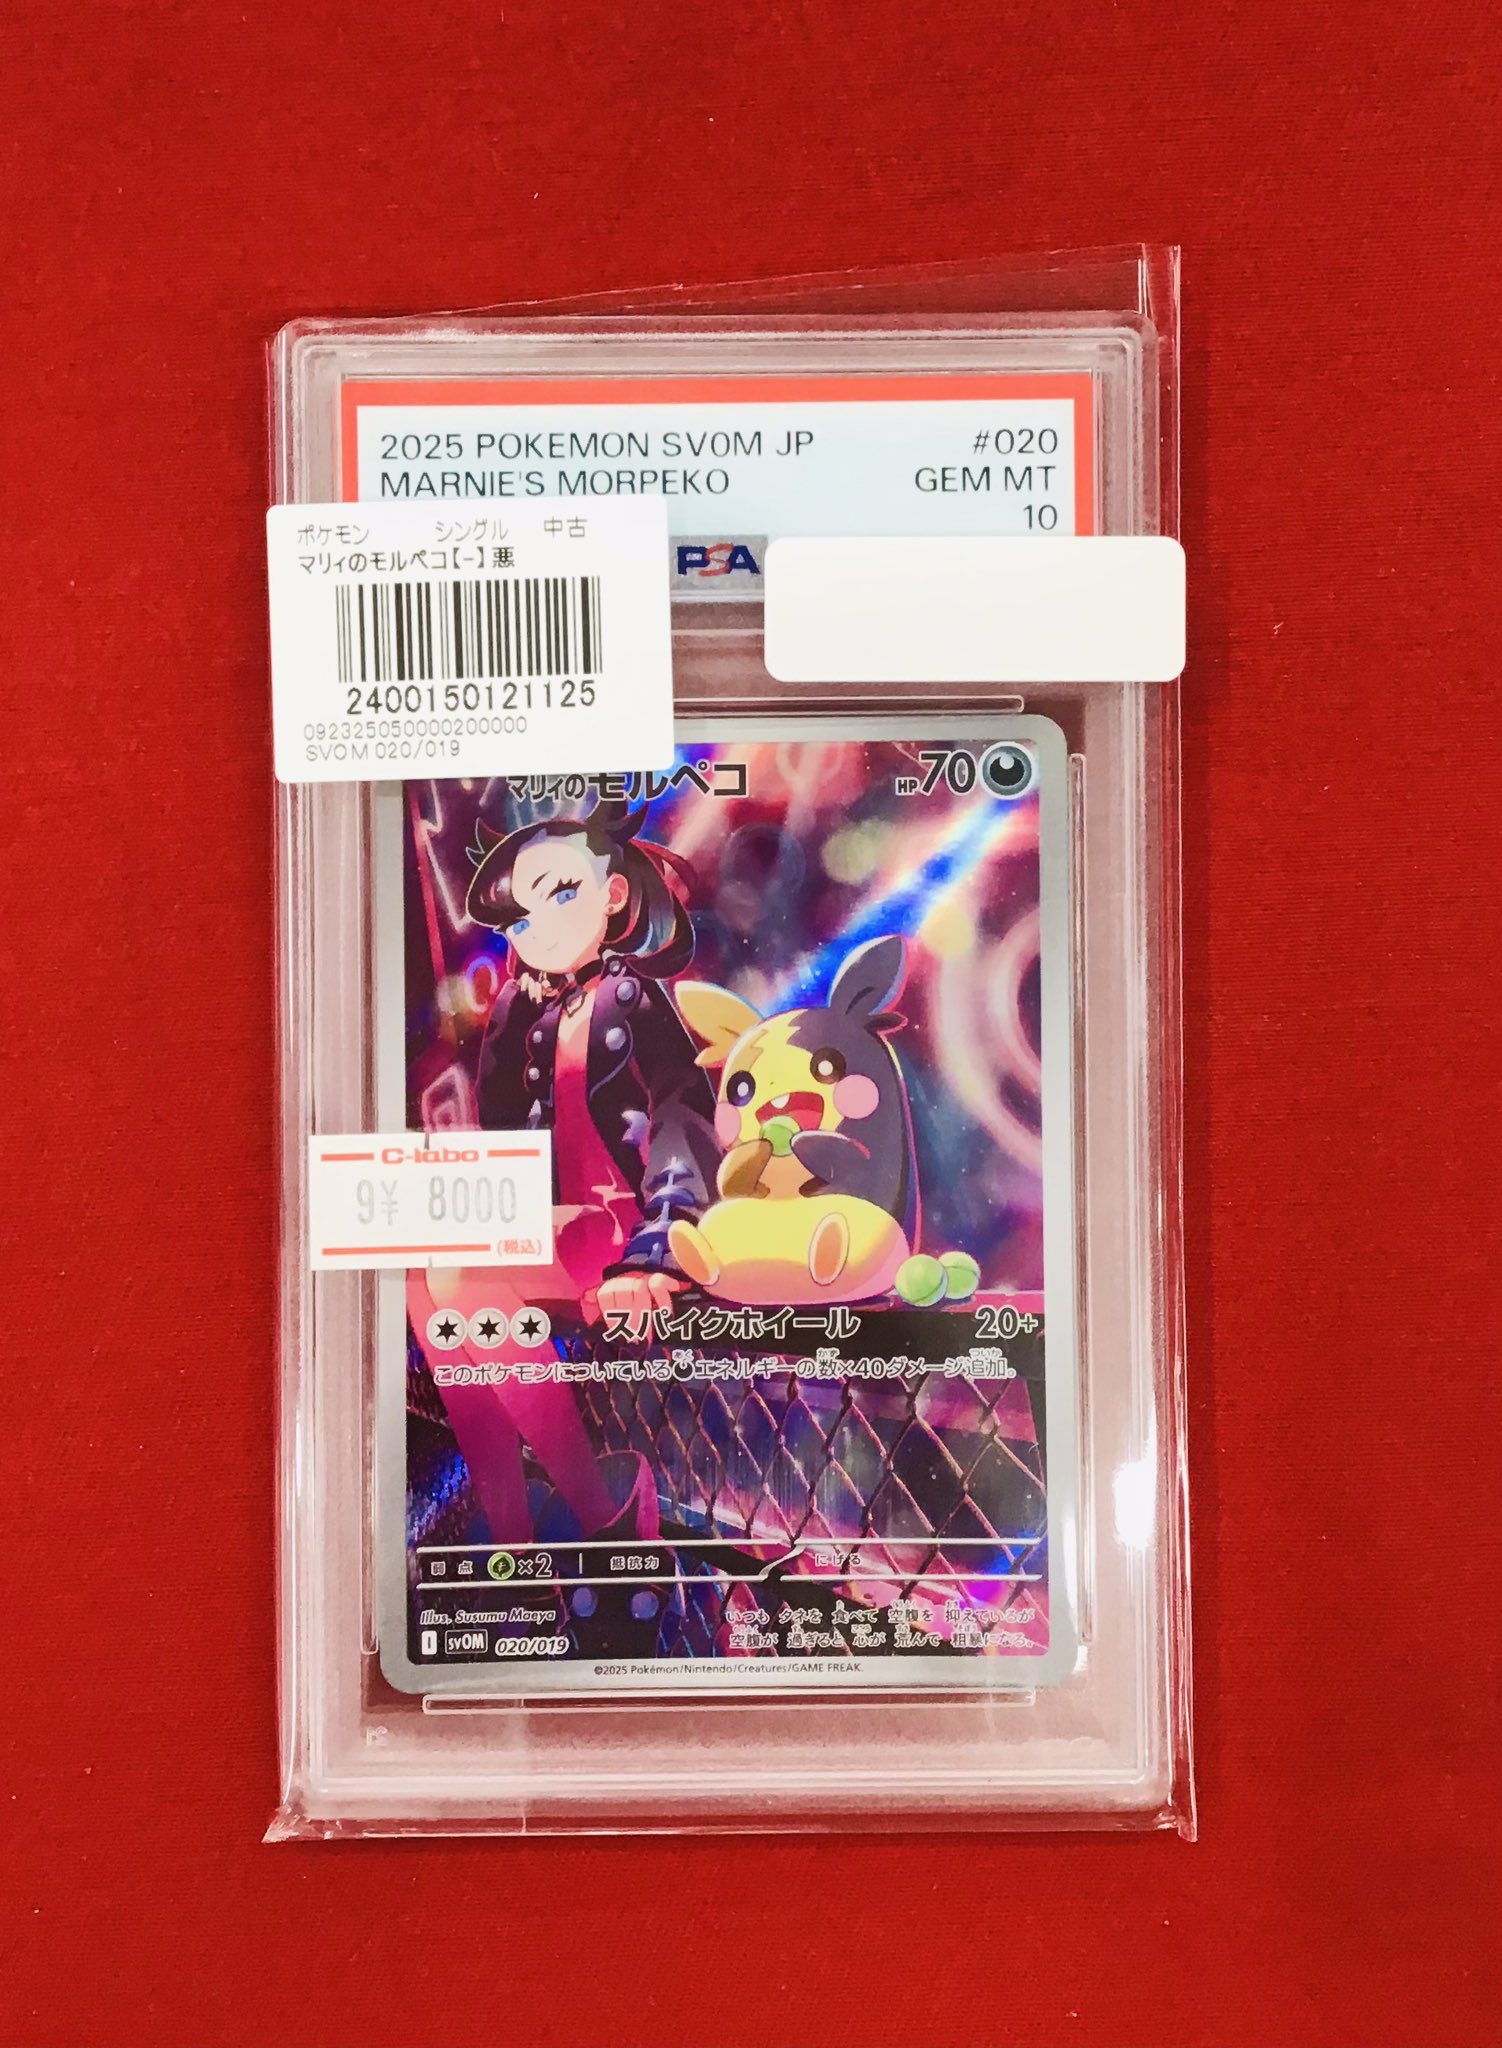 2025 POKEMON SV0M JP #020
MARNIE'S MORPEKO GEM MT
10
PSA
ポケモン シングル 中古
マリィのモルペコ【-】悪
2400150121125
092325050000200000
SV0M 020/019
マリィのモルペコ HP70
C-labo
9¥ 8000
(税込)
スパイクホイール 20+
このポケモンについているエネルギーの数×40ダメージ追加。
弱点 ×2 抵抗力 にげる
Illus. Susumu Maeya
いつも タネを 食べて 空腹を 抑えているが
空腹が 過ぎると 心が 荒んで 粗暴になる。
I SV0M 020/019
©2025 Pokémon/Nintendo/Creatures/GAME FREAK.